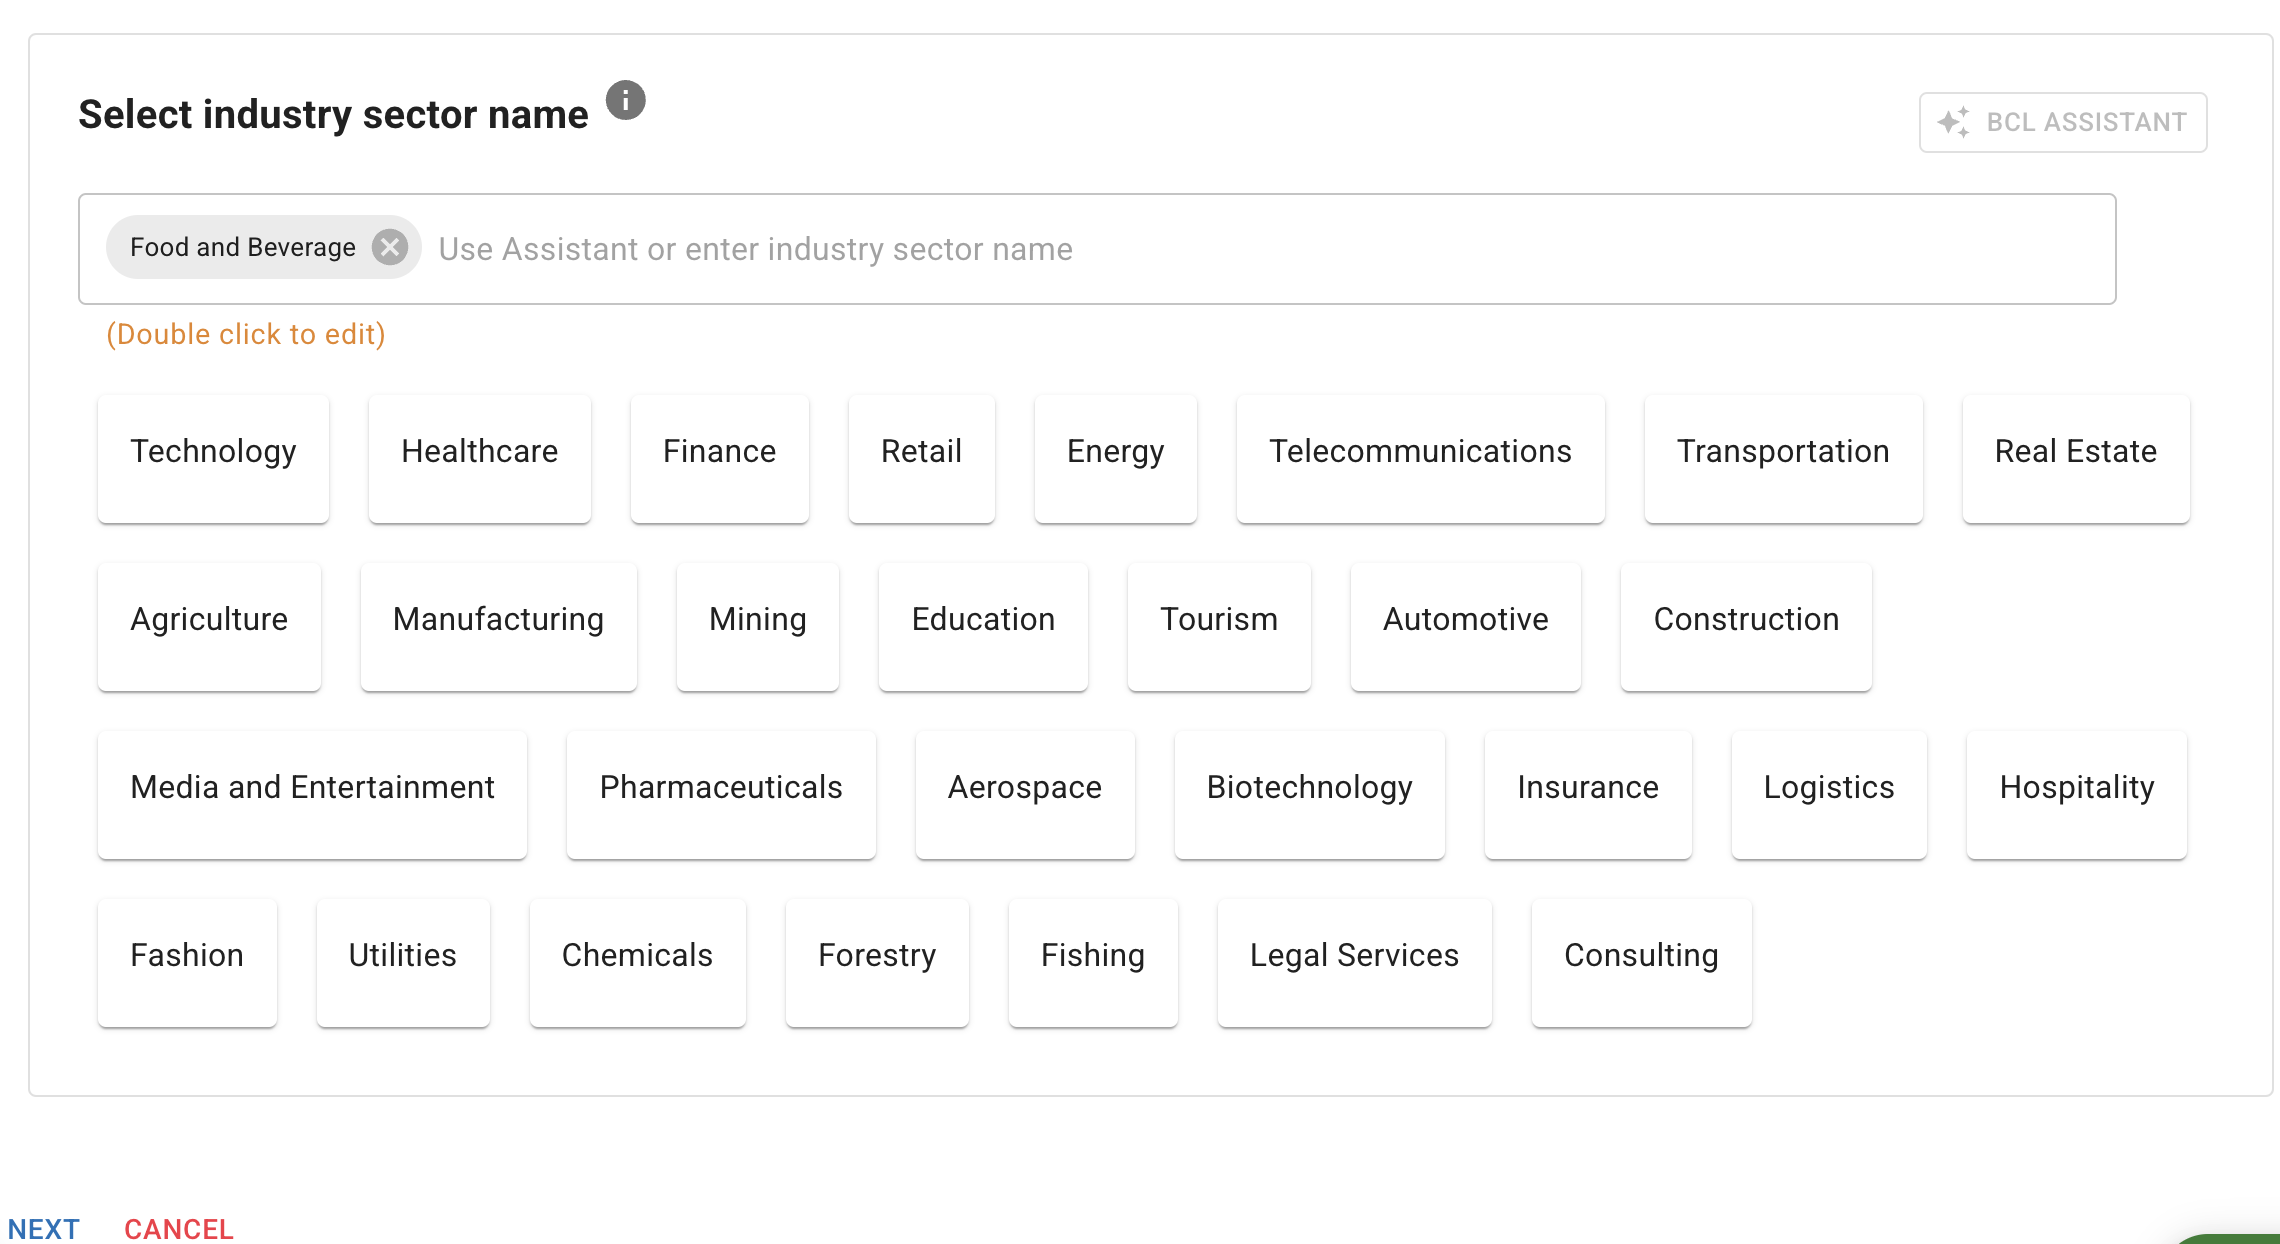 Select industry sector name
BCL ASSISTANT
Food and Beverage Use Assistant or enter industry sector name
(Double click to edit)
Technology Healthcare Finance Retail Energy Telecommunications Transportation Real Estate
Agriculture Manufacturing Mining Education Tourism Automotive Construction
Media and Entertainment Pharmaceuticals Aerospace Biotechnology Insurance Logistics Hospitality
Fashion Utilities Chemicals Forestry Fishing Legal Services Consulting
NEXT CANCEL